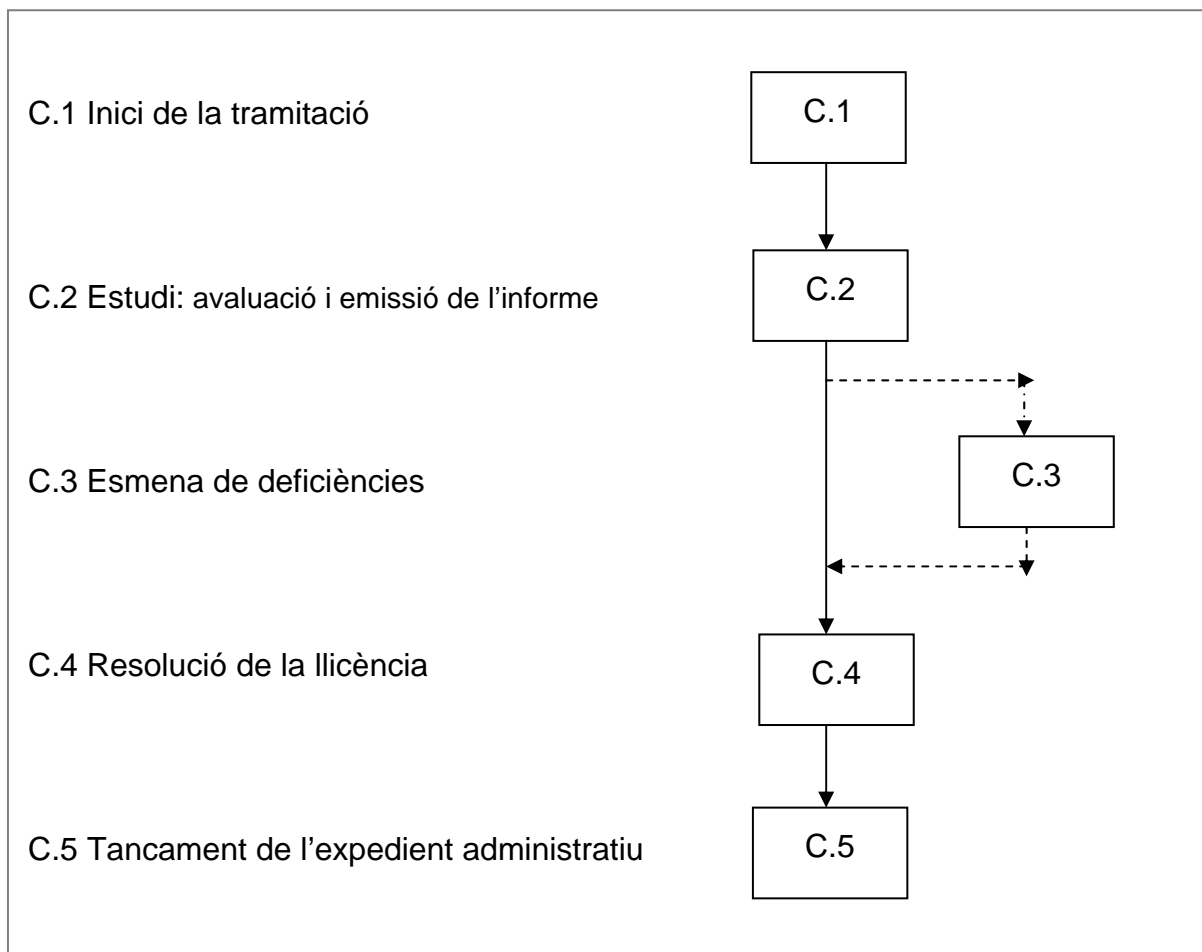 C.1 Inici de la tramitació
C.1
C.2 Estudi: avaluació i emissió de l’informe
C.2
C.3 Esmena de deficiències
C.3
C.4 Resolució de la llicència
C.4
C.5 Tancament de l’expedient administratiu
C.5